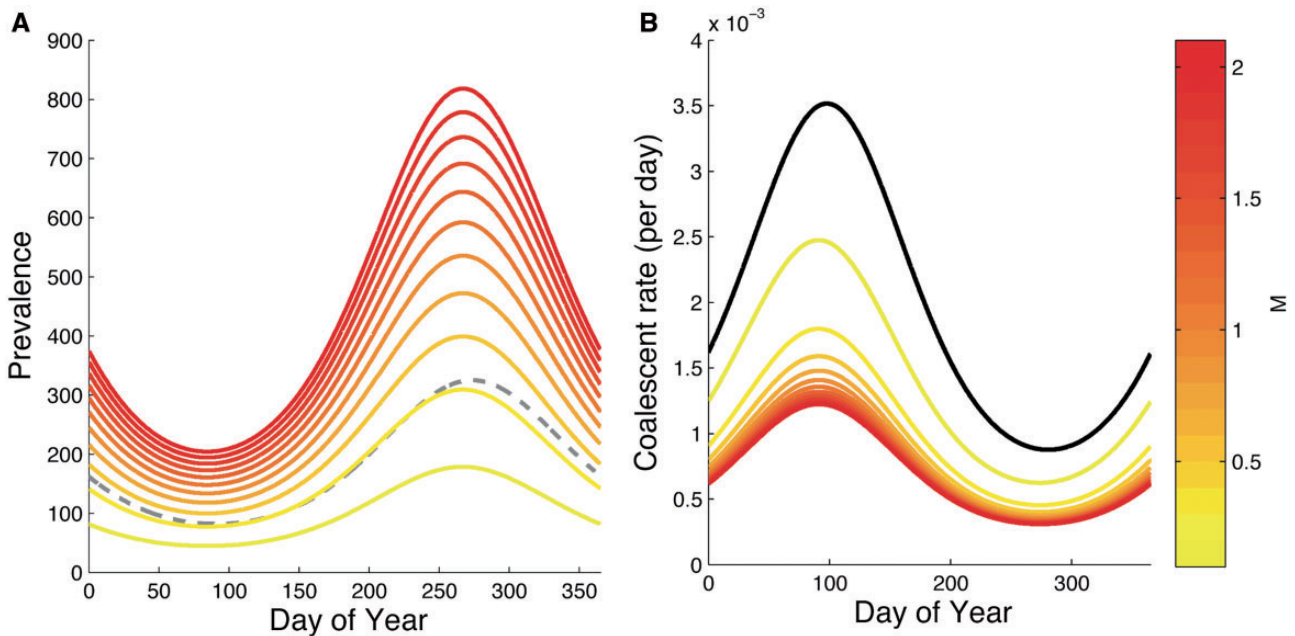 A
900
800
700
600
500
400
300
200
100
0
Prevalence
0 50 100 150 200 250 300 350
Day of Year
B
x 10⁻³
4
3.5
3
2.5
2
1.5
1
0.5
0
Coalescent rate (per day)
0 100 200 300
Day of Year
2
1.5
1
0.5
M